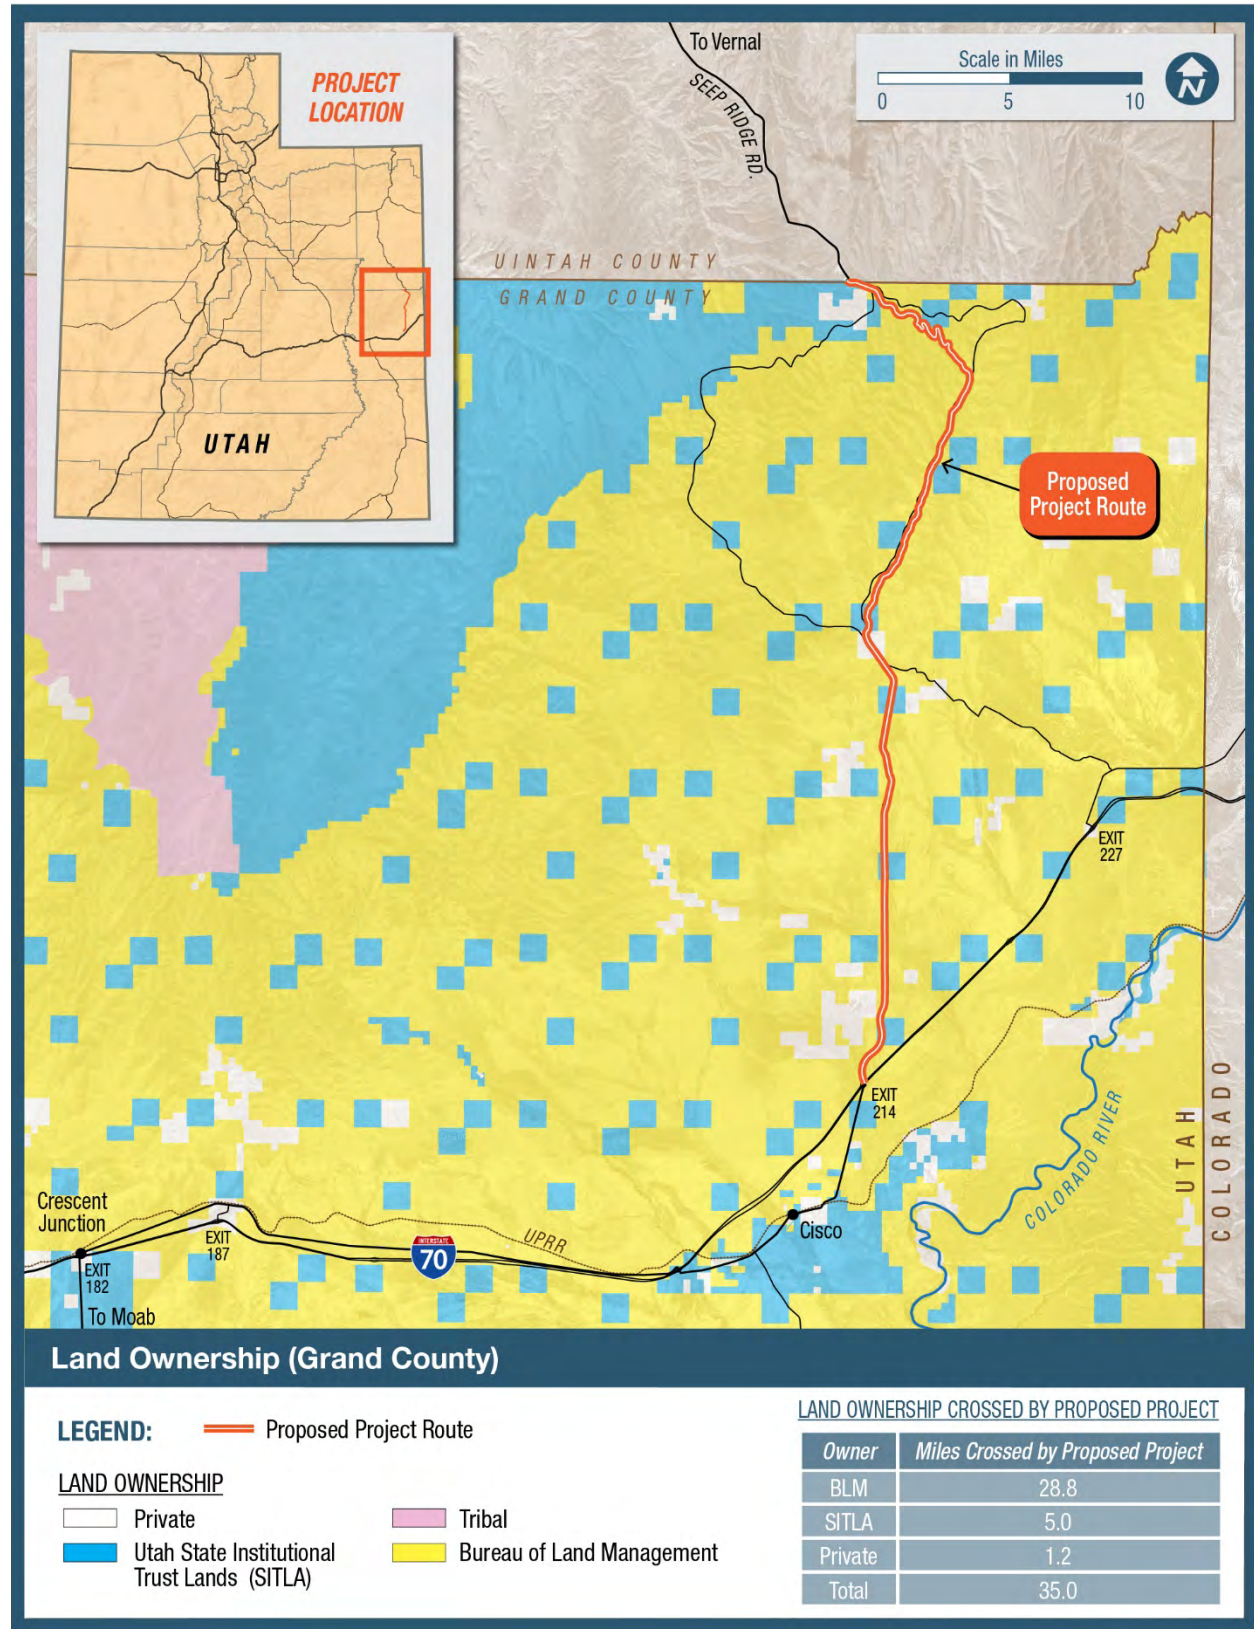 PROJECT
LOCATION
UTAH
To Vernal
SEEP RIDGE RD.
Scale in Miles
0 5 10
N
UINTAH COUNTY
GRAND COUNTY
Proposed
Project Route
EXIT
227
EXIT
214
COLORADO RIVER
UTAH
COLORADO
Crescent
Junction
EXIT
187
EXIT
182
To Moab
INTERSTATE
70
UPRR
Cisco
Land Ownership (Grand County)
LEGEND:
Proposed Project Route
LAND OWNERSHIP
Private
Utah State Institutional
Trust Lands (SITLA)
Tribal
Bureau of Land Management
LAND OWNERSHIP CROSSED BY PROPOSED PROJECT
Owner Miles Crossed by Proposed Project
BLM 28.8
SITLA 5.0
Private 1.2
Total 35.0